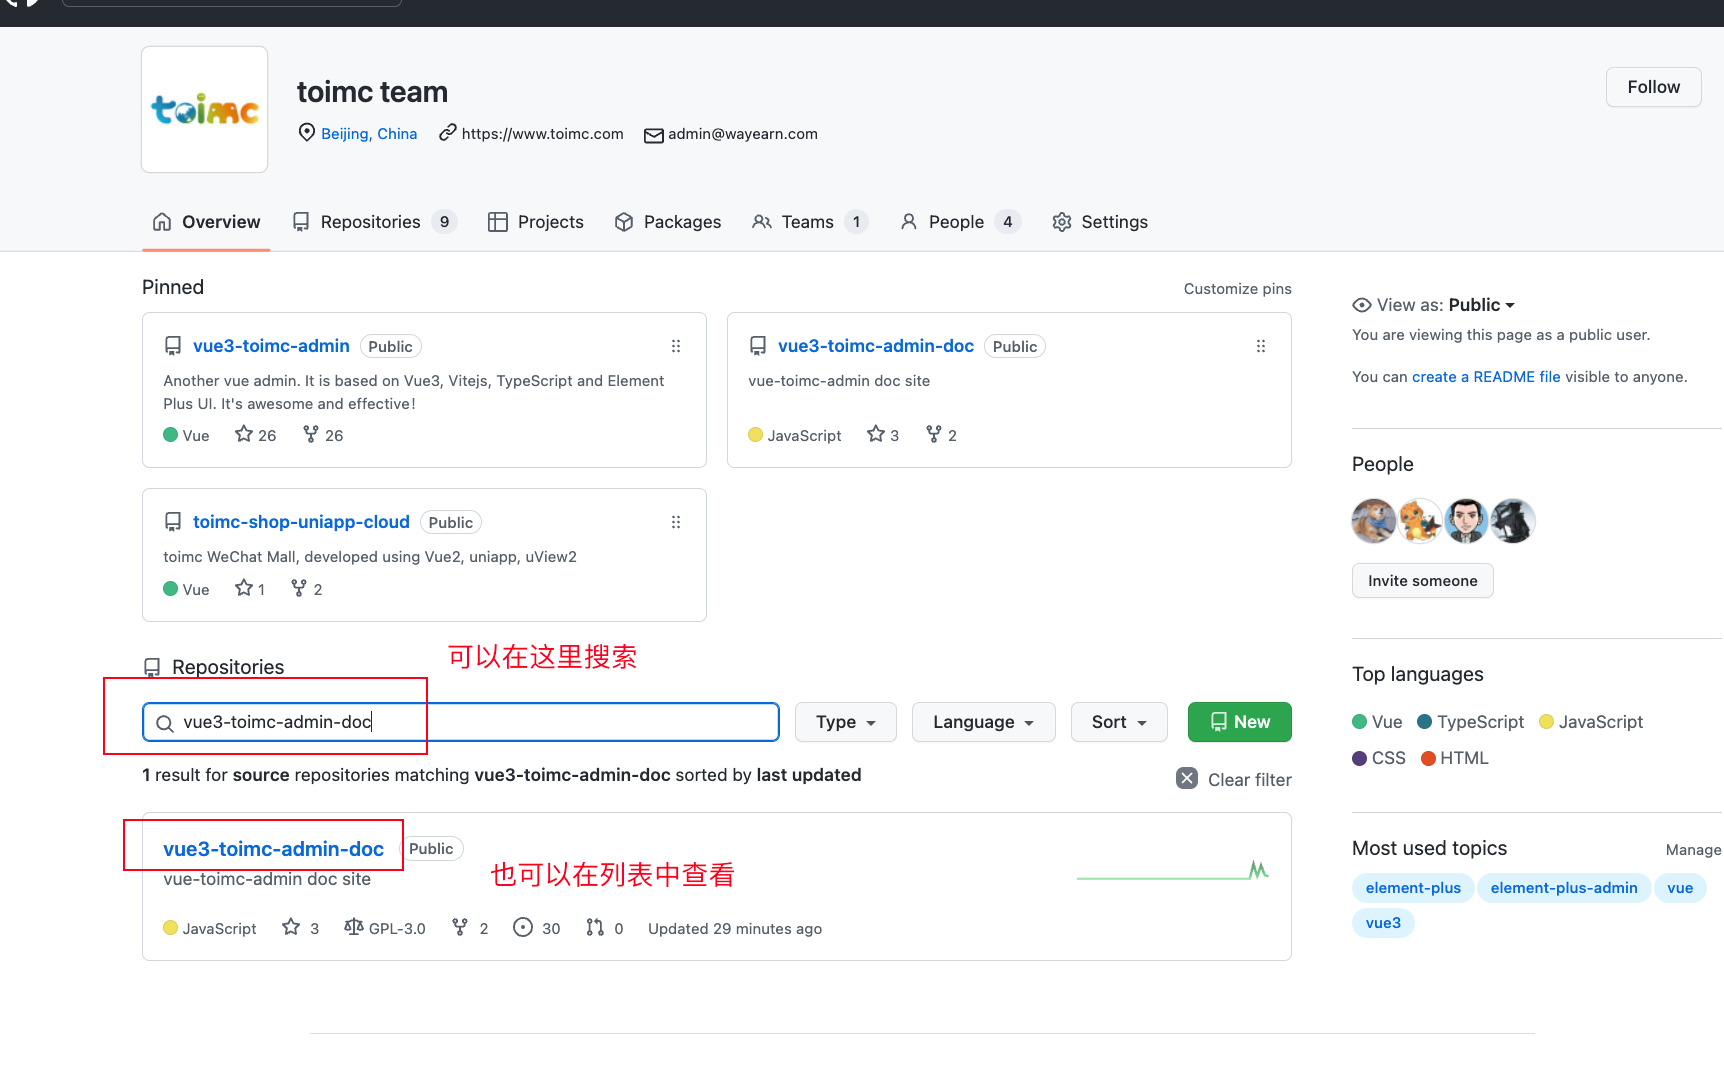 toimc
toimc team
Follow
Beijing, China https://www.toimc.com admin@wayearn.com
Overview Repositories 9 Projects Packages Teams 1 People 4 Settings
Pinned
Customize pins
vue3-toimc-admin Public
Another vue admin. It is based on Vue3, Vitejs, TypeScript and Element
Plus UI. It's awesome and effective!
Vue 26 26
vue3-toimc-admin-doc Public
vue-toimc-admin doc site
JavaScript 3 2
toimc-shop-uniapp-cloud Public
toimc WeChat Mall, developed using Vue2, uniapp, uView2
Vue 1 2
可以在这里搜索
Repositories
vue3-toimc-admin-doc
Type Language Sort New
1 result for source repositories matching vue3-toimc-admin-doc sorted by last updated
Clear filter
vue3-toimc-admin-doc Public
也可以在列表中查看
vue-toimc-admin doc site
JavaScript 3 GPL-3.0 2 30 0 Updated 29 minutes ago
View as: Public
You are viewing this page as a public user.
You can create a README file visible to anyone.
People
Invite someone
Top languages
Vue TypeScript JavaScript
CSS HTML
Most used topics
Manage
element-plus element-plus-admin vue
vue3